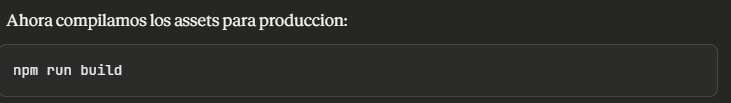 Ahora compilamos los assets para produccion:
npm run build